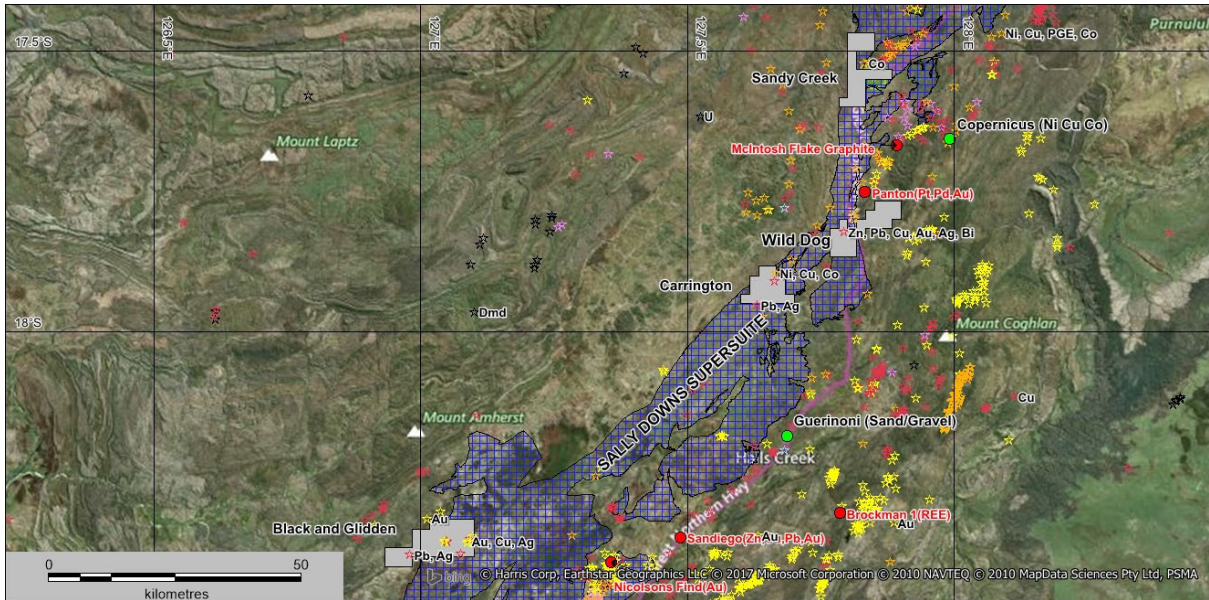 126.5°E
127°E
127.5°E
128°E
17.5°S
Ni, Cu, PGE, Co
Purnulul
Co
Sandy Creek
U
Copernicus (Ni Cu Co)
Mount Laptz
McIntosh Flake Graphite
Panton(Pt,Pd,Au)
Wild Dog
Zn, Pb, Cu, Au, Ag, Bi
Ni, Cu, Co
Carrington
Pb, Ag
Dmd
18°S
Mount Coghlan
SALLY DOWNS SUPERSUITE
Cu
Mount Amherst
Guerinoni (Sand/Gravel)
Halls Creek
Northern Hwy
Brockman 1(REE)
Au
Au
Black and Glidden
Au, Cu, Ag
Pb, Ag
Sandiego(Zn ,Pb,Au)
Au
Nicolsons Find(Au)
0 50
kilometres
bing © Harris Corp, Earthstar Geographics LLC © 2017 Microsoft Corporation © 2010 NAVTEQ © 2010 MapData Sciences Pty Ltd, PSMA